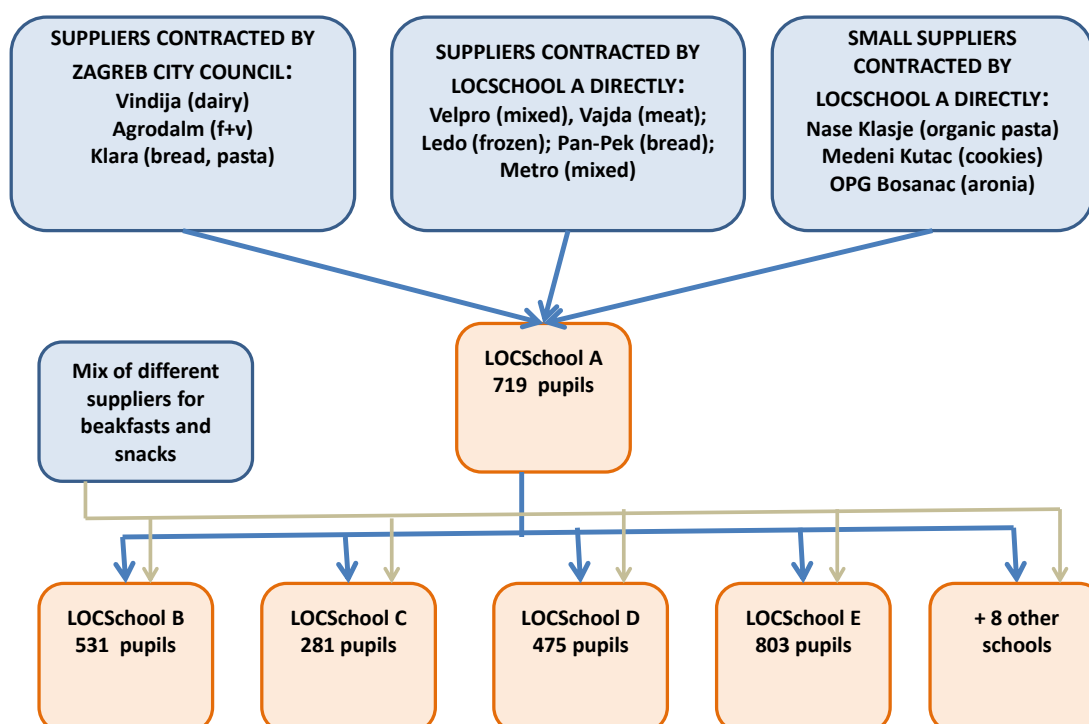 SUPPLIERS CONTRACTED BY
ZAGREB CITY COUNCIL:
Vindija (dairy)
Agrodalm (f+v)
Klara (bread, pasta)
SUPPLIERS CONTRACTED BY
LOCSCHOOL A DIRECTLY:
Velpro (mixed), Vajda (meat);
Ledo (frozen); Pan-Pek (bread);
Metro (mixed)
SMALL SUPPLIERS
CONTRACTED BY
LOCSCHOOL A DIRECTLY:
Nase Klasje (organic pasta)
Medeni Kutac (cookies)
OPG Bosanac (aronia)
LOCSchool A
719 pupils
Mix of different
suppliers for
beakfasts and
snacks
LOCSchool B
531 pupils
LOCSchool C
281 pupils
LOCSchool D
475 pupils
LOCSchool E
803 pupils
+ 8 other
schools